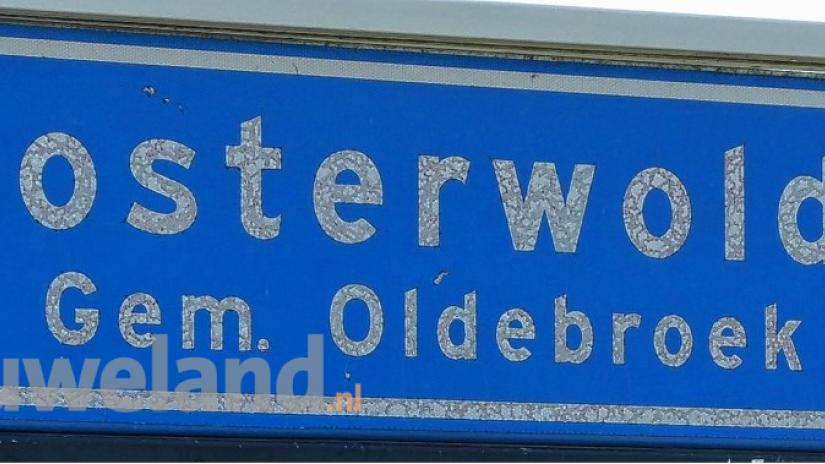 osterwold
Gem. Oldebroek
uweland.nl